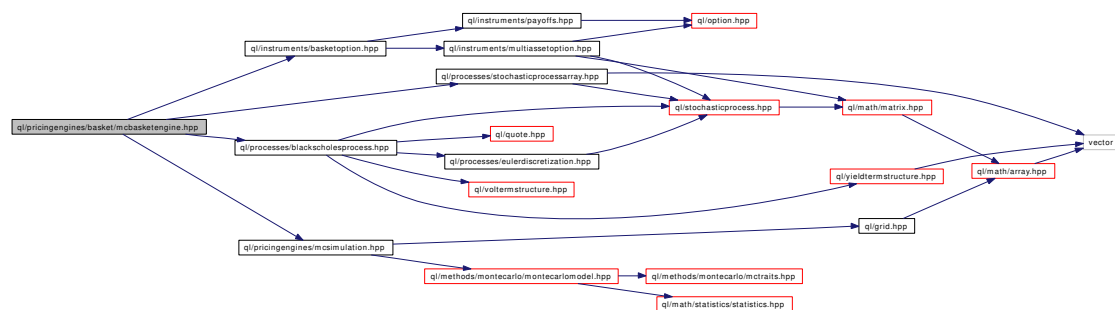 ql/instruments/payoffs.hpp
ql/option.hpp
ql/instruments/basketoption.hpp
ql/instruments/multiassetoption.hpp
ql/processes/stochasticprocessarray.hpp
ql/stochasticprocess.hpp
ql/math/matrix.hpp
ql/pricingengines/basket/mcbasketengine.hpp
ql/quote.hpp
vector
ql/processes/blackscholesprocess.hpp
ql/processes/eulerdiscretization.hpp
ql/math/array.hpp
ql/yieldtermstructure.hpp
ql/voltermstructure.hpp
ql/grid.hpp
ql/pricingengines/mcsimulation.hpp
ql/methods/montecarlo/montecarlomodel.hpp
ql/methods/montecarlo/mctraits.hpp
ql/math/statistics/statistics.hpp